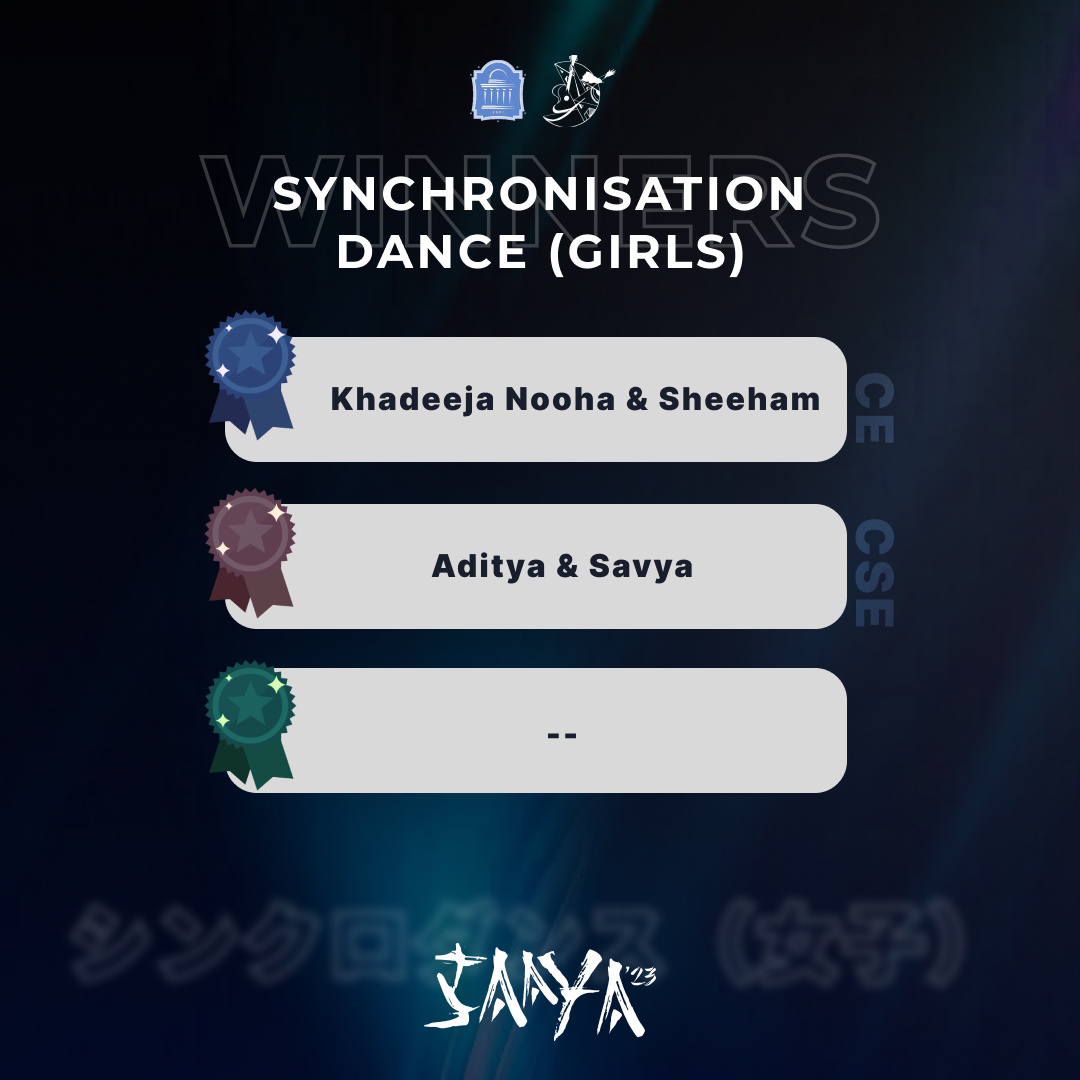 WINNERS
SYNCHRONISATION
DANCE (GIRLS)
Khadeeja Nooha & Sheeham
CE
Aditya & Savya
CSE
--
シンクロダンス（女子）
SAAYA'23